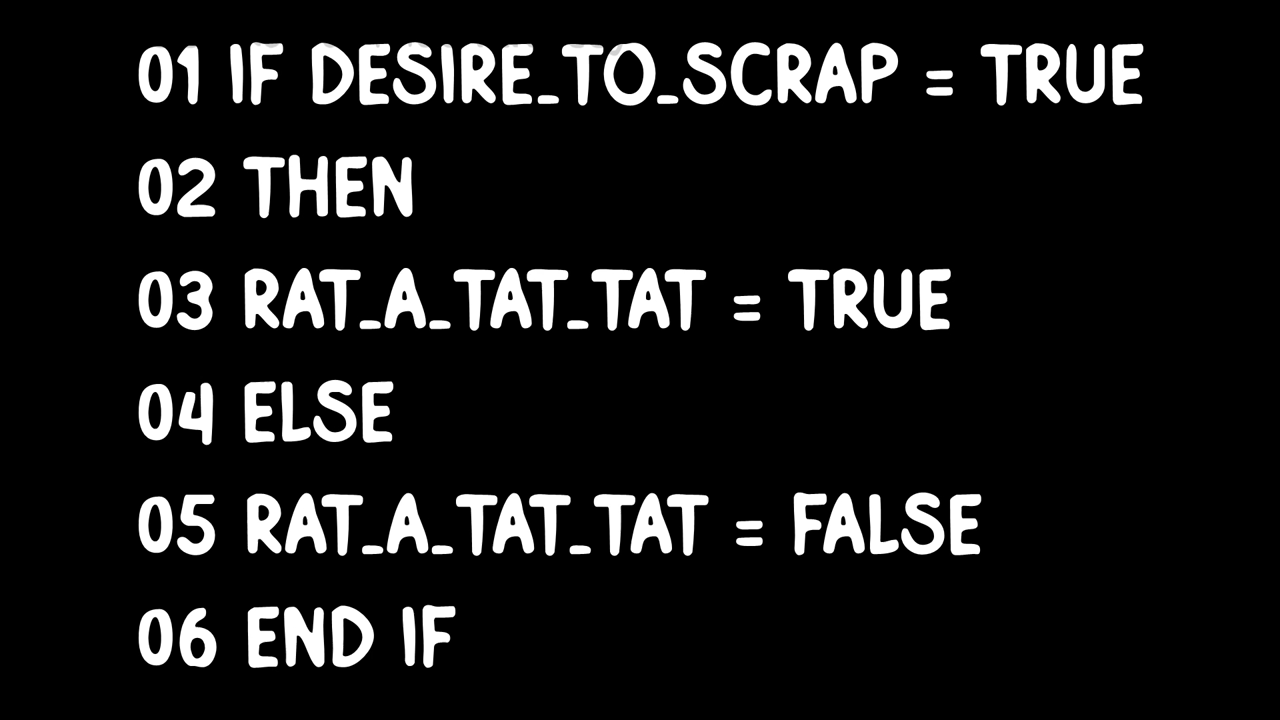 01 IF DESIRE_TO_SCRAP = TRUE
02 THEN
03 RAT_A_TAT_TAT = TRUE
04 ELSE
05 RAT_A_TAT_TAT = FALSE
06 END IF